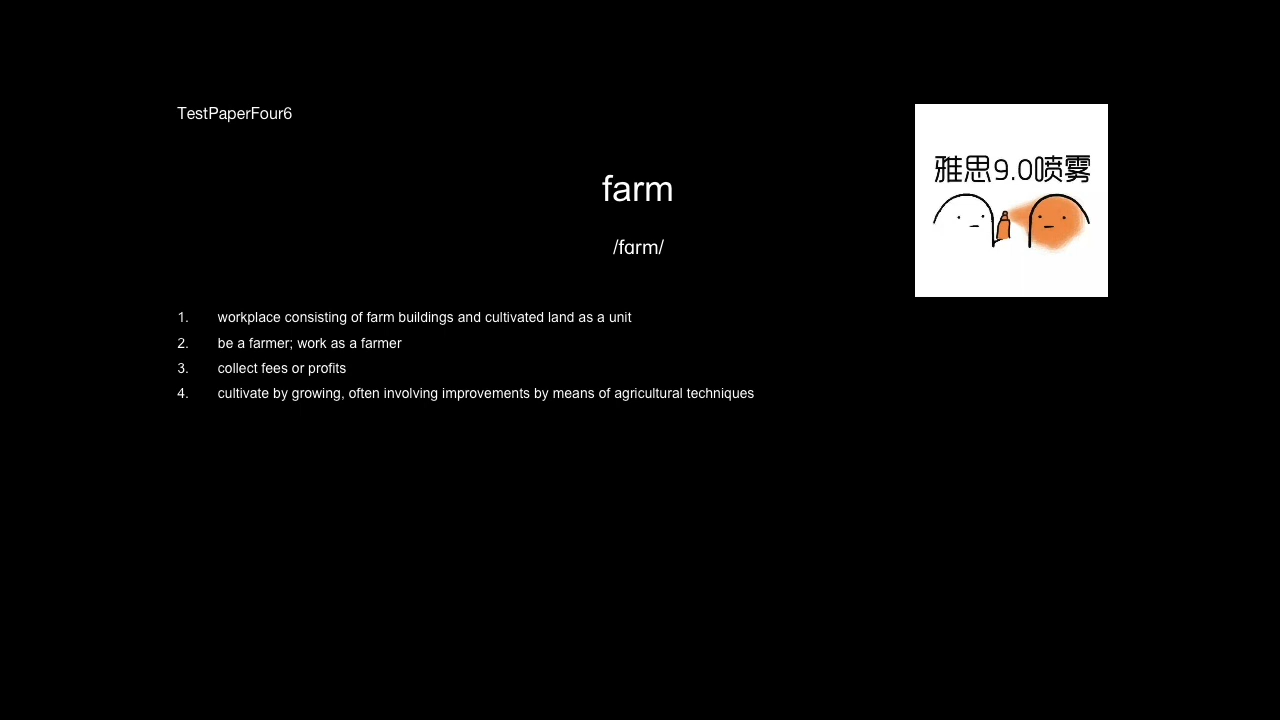 TestPaperFour6
雅思9.0喷雾
farm
/fɑrm/
1. workplace consisting of farm buildings and cultivated land as a unit
2. be a farmer; work as a farmer
3. collect fees or profits
4. cultivate by growing, often involving improvements by means of agricultural techniques